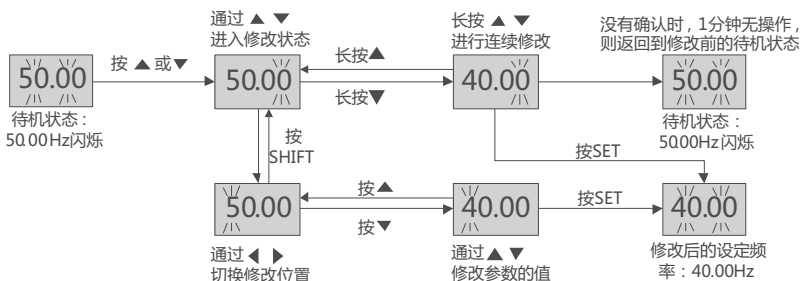 通过 ▲ ▼
进入修改状态
长按 ▲ ▼
进行连续修改
没有确认时，1分钟无操作，
则返回到修改前的待机状态
50.00
按 ▲ 或▼
50.00
长按▲
长按▼
40.00
50.00
待机状态：
50.00Hz闪烁
待机状态：
50.00Hz闪烁
按
SHIFT
按SET
50.00
按▲
按▼
40.00
按SET
40.00
通过 ◀ ▶
切换修改位置
通过 ▲ ▼
修改参数的值
修改后的设定频
率：40.00Hz